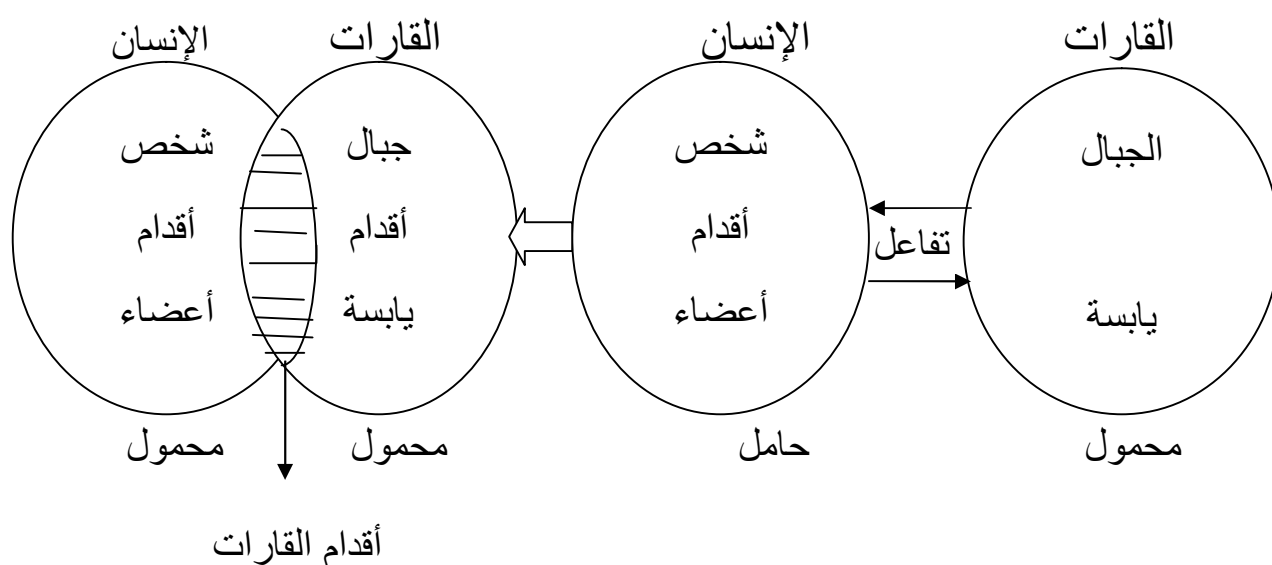 القارات الإنسان القارات الإنسان
الجبال شخص جبال شخص
تفاعل أقدام أقدام أقدام
يابسة أعضاء يابسة أعضاء
محمول حامل محمول محمول
أقدام القارات